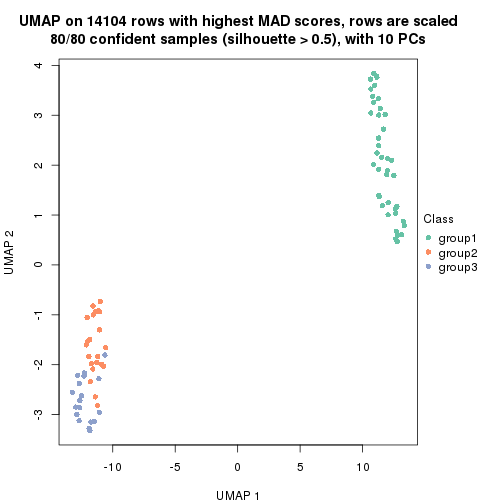 UMAP on 14104 rows with highest MAD scores, rows are scaled
80/80 confident samples (silhouette > 0.5), with 10 PCs
4
3
2
1
0
-1
-2
-3
UMAP 2
-10
-5
0
5
10
UMAP 1
Class
group1
group2
group3